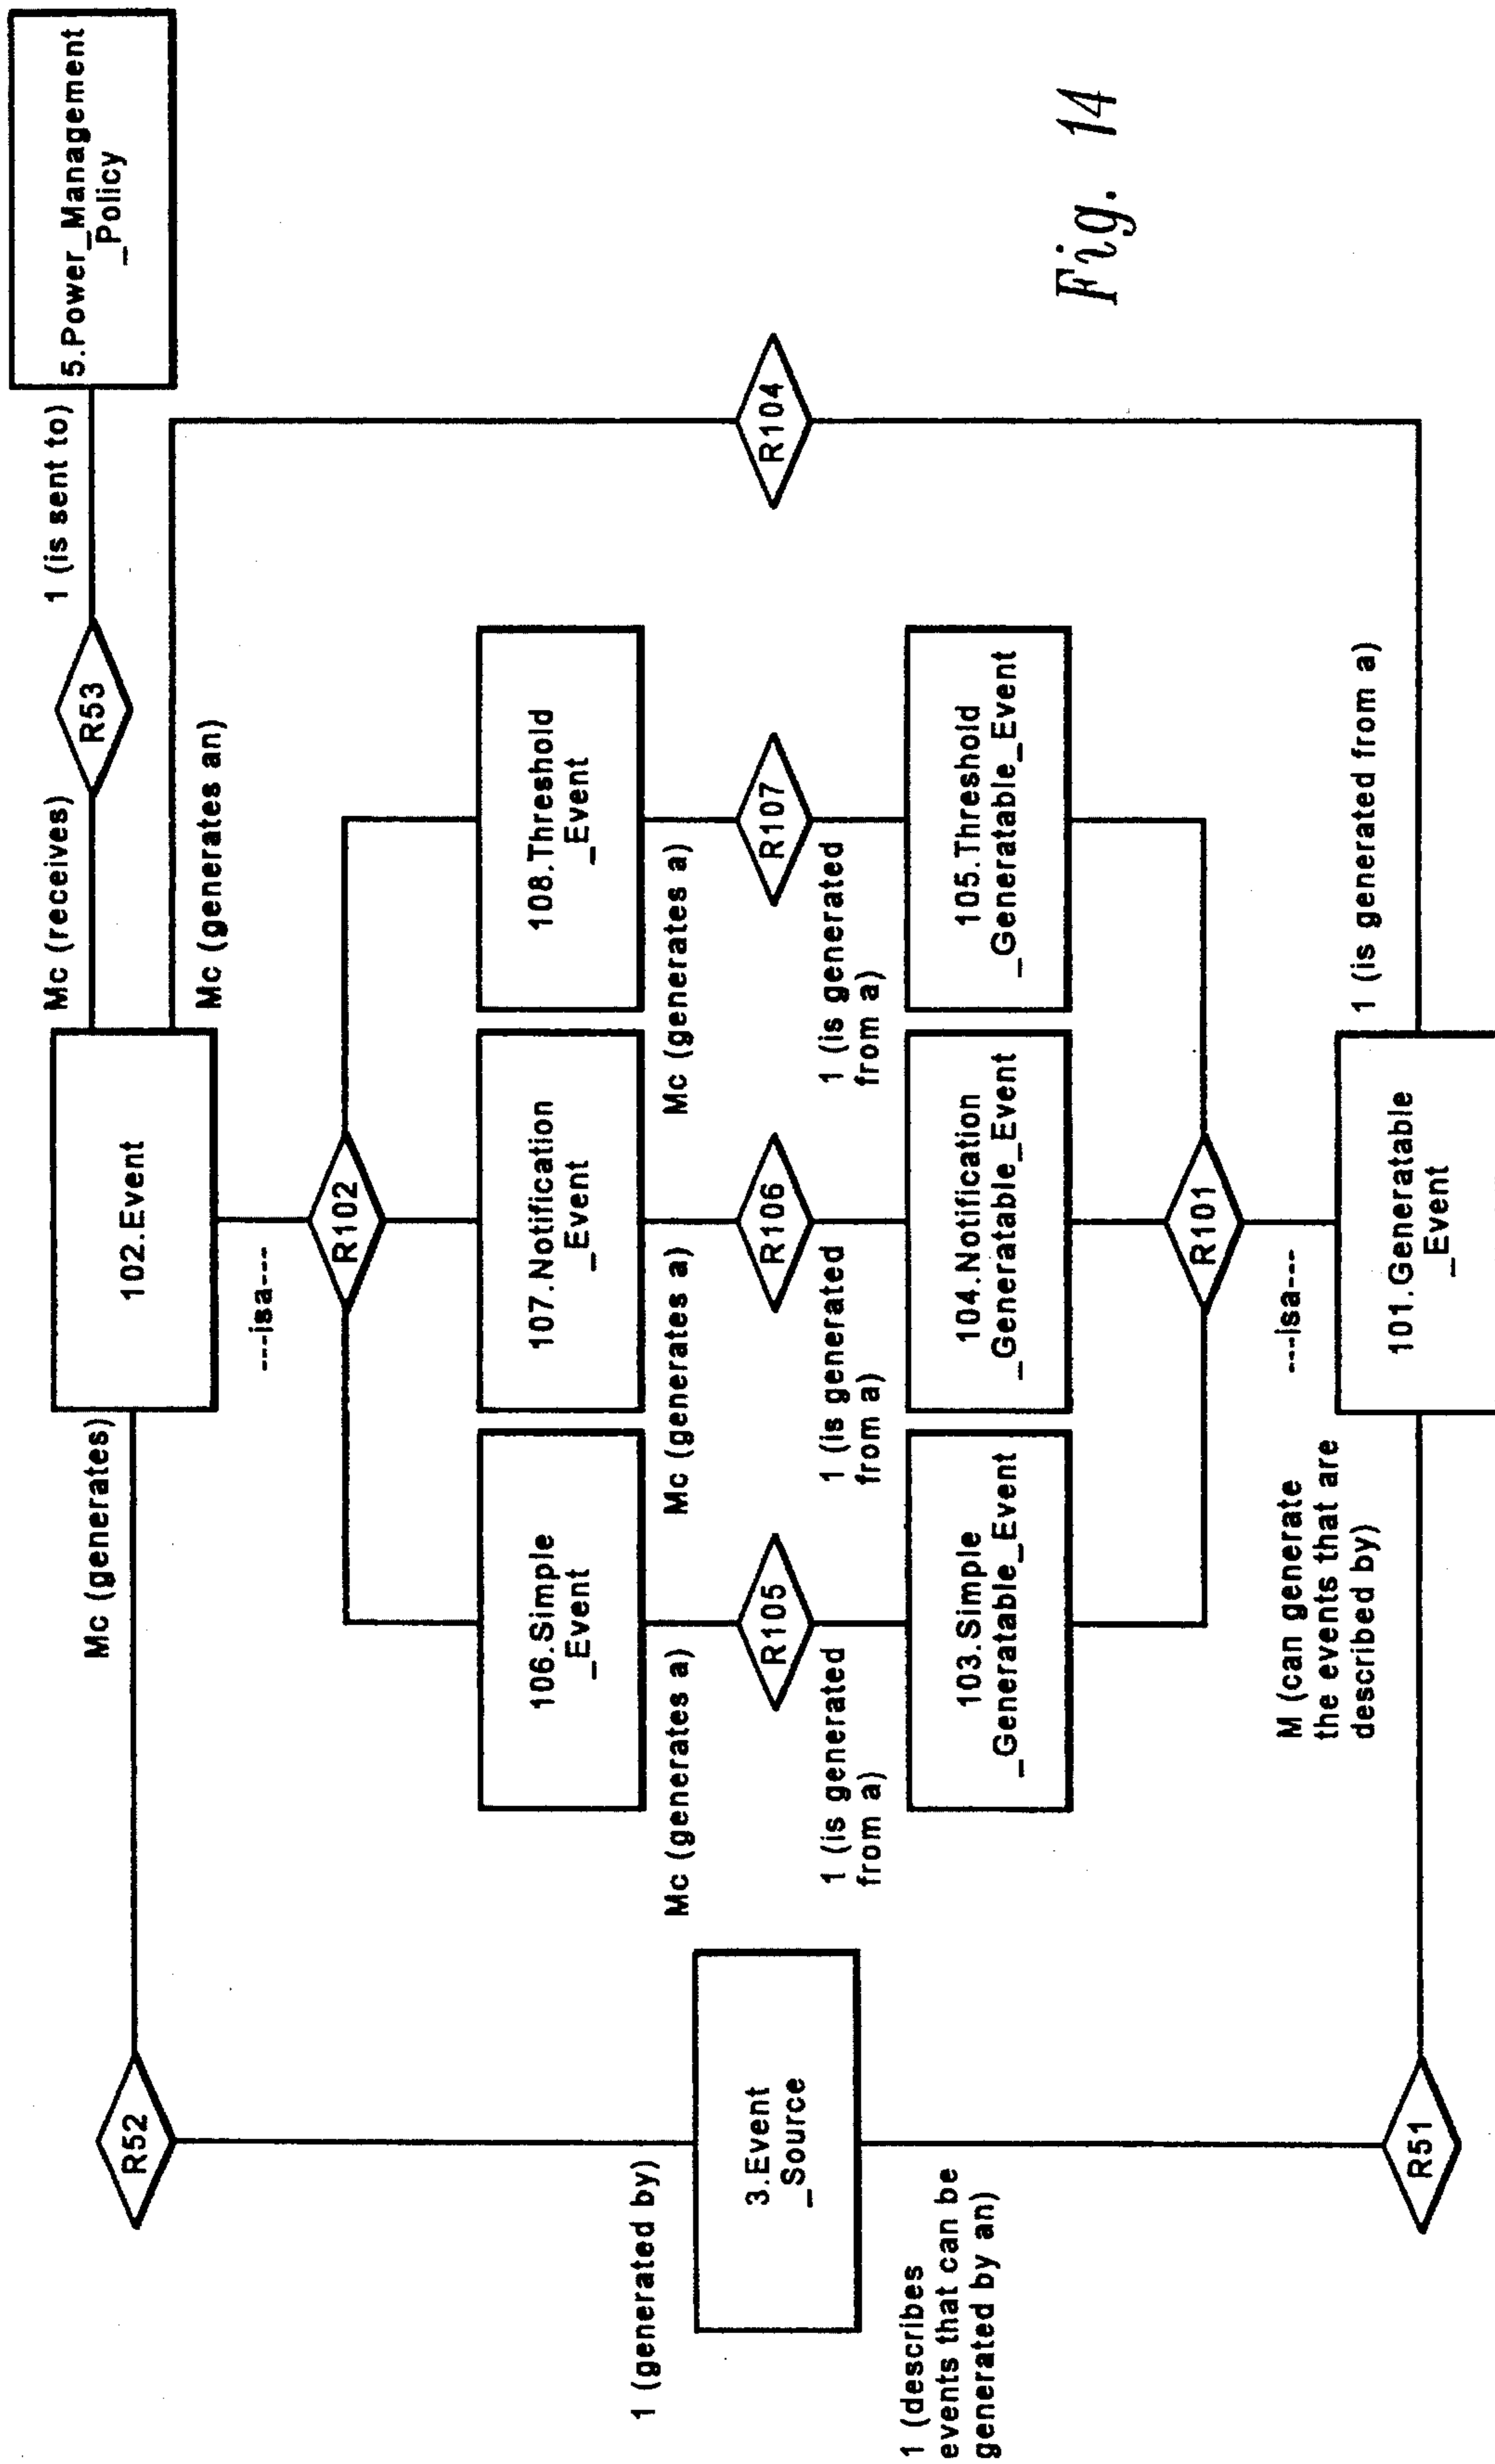 5.Power_Management
_Policy
1 (is sent to)
R53
Mc (receives)
102.Event
Mc (generates)
R52
Mc (generates an)
---isa---
R102
106.Simple
_Event
107.Notification
_Event
108.Threshold
_Event
Mc (generates a)
Mc (generates a)
Mc (generates a)
R105
R106
R107
R104
1 (generated by)
3.Event
_Source
1 (is generated
from a)
1 (is generated
from a)
1 (is generated
from a)
103.Simple
_Generatable_Event
104.Notification
_Generatable_Event
105.Threshold
_Generatable_Event
1 (describes
events that can be
generated by an)
R101
---isa---
M (can generate
the events that are
described by)
1 (is generated from a)
R51
101.Generatable
_Event
Fig. 14